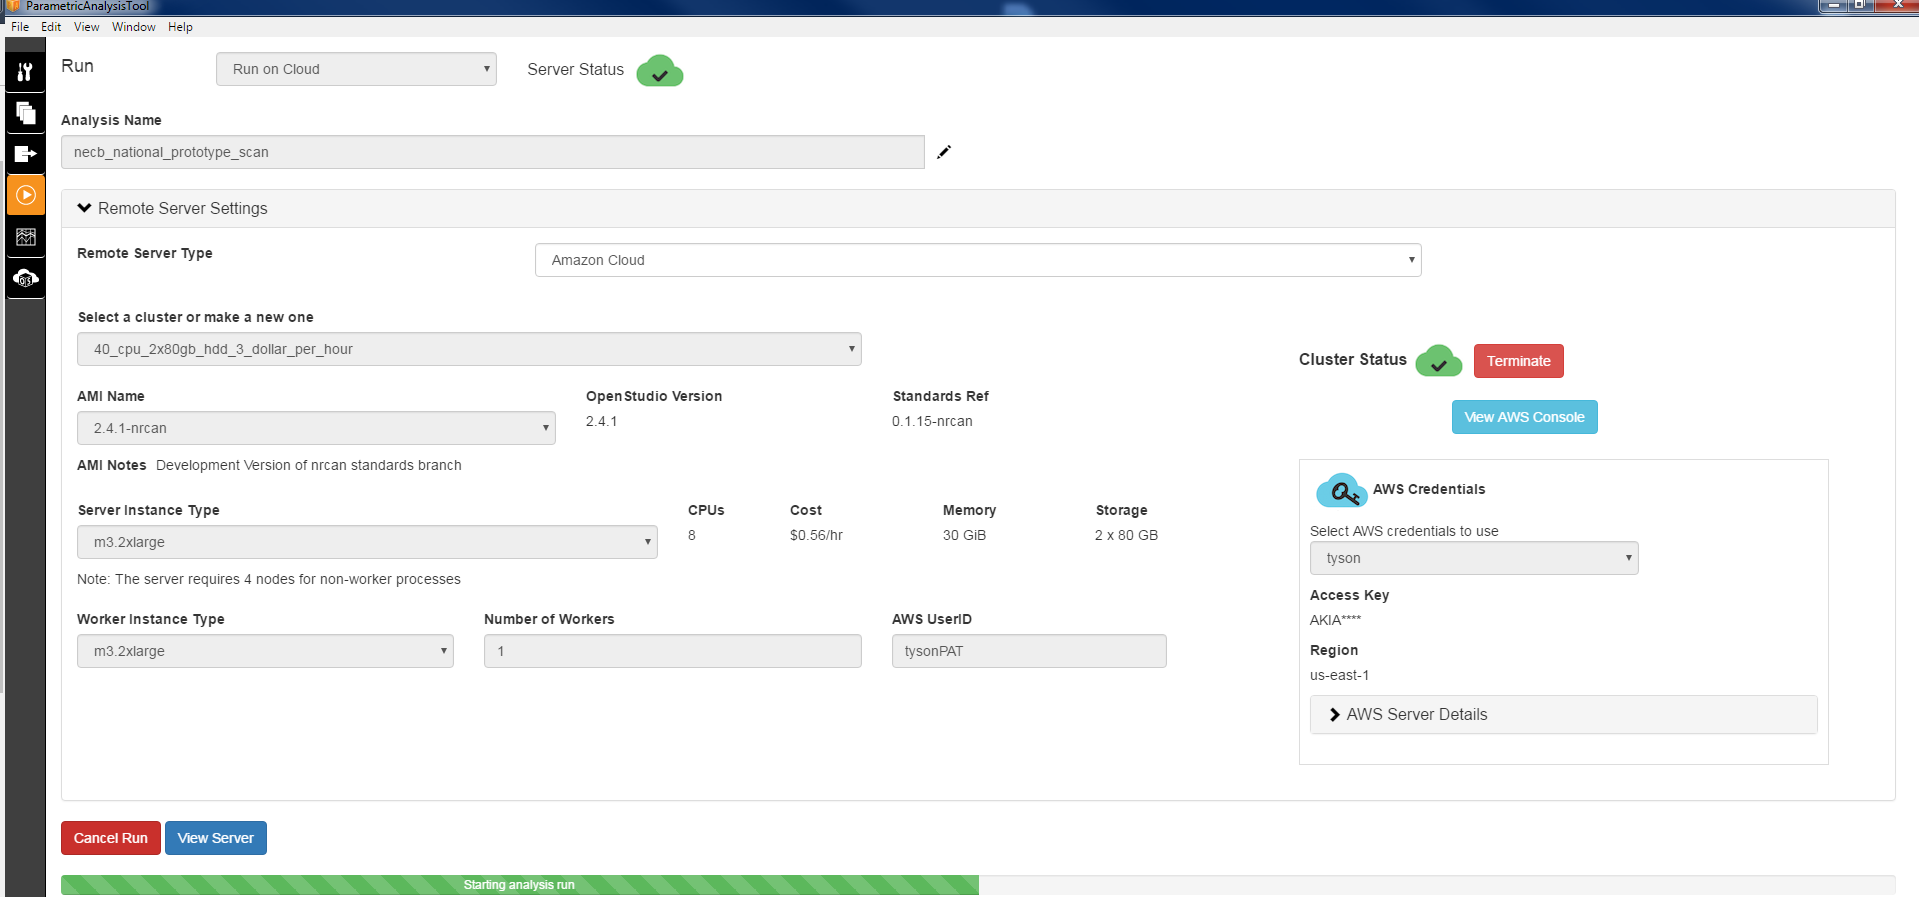 ParametricAnalysisTool
File Edit View Window Help
Run
Run on Cloud
Server Status
Analysis Name
necb_national_prototype_scan
Remote Server Settings
Remote Server Type
Amazon Cloud
Select a cluster or make a new one
40_cpu_2x80gb_hdd_3_dollar_per_hour
Cluster Status
Terminate
View AWS Console
AMI Name
OpenStudio Version
Standards Ref
2.4.1-nrcan
2.4.1
0.1.15-nrcan
AMI Notes Development Version of nrcan standards branch
Server Instance Type
CPUs
Cost
Memory
Storage
m3.2xlarge
8
$0.56/hr
30 GiB
2 x 80 GB
Note: The server requires 4 nodes for non-worker processes
Worker Instance Type
Number of Workers
AWS UserID
m3.2xlarge
1
tysonPAT
AWS Credentials
Select AWS credentials to use
tyson
Access Key
AKIA****
Region
us-east-1
AWS Server Details
Cancel Run
View Server
Starting analysis run